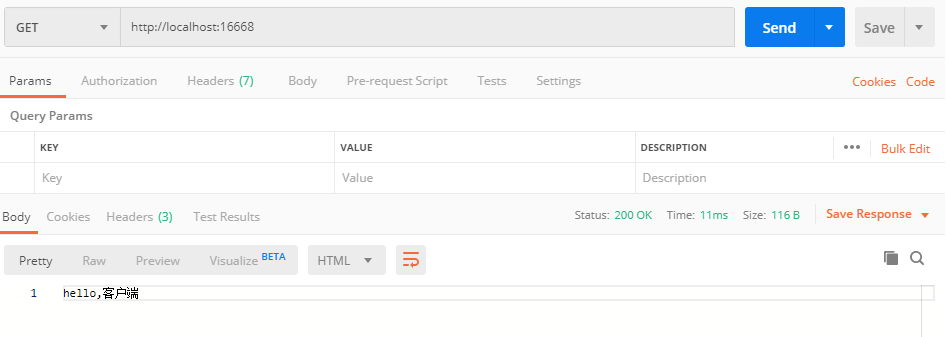 GET http://localhost:16668 Send Save
Params Authorization Headers (7) Body Pre-request Script Tests Settings Cookies Code
Query Params
KEY VALUE DESCRIPTION ••• Bulk Edit
Key Value Description
Body Cookies Headers (3) Test Results Status: 200 OK Time: 11ms Size: 116 B Save Response
Pretty Raw Preview Visualize BETA HTML
1 hello,客户端